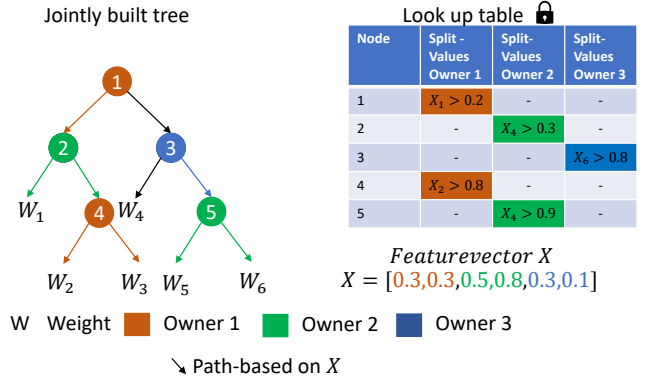 Jointly built tree
1
2
3
4
5
W₁
W₄
W₂
W₃
W₅
W₆
Look up table
Node Split - Values Owner 1 Split- Values Owner 2 Split- Values Owner 3
1 X₁ > 0.2 - -
2 - X₄ > 0.3 -
3 - - X₆ > 0.8
4 X₂ > 0.8 - -
5 - X₄ > 0.9 -
Featurevector X
X = [0.3,0.3,0.5,0.8,0.3,0.1]
W Weight Owner 1 Owner 2 Owner 3
Path-based on X